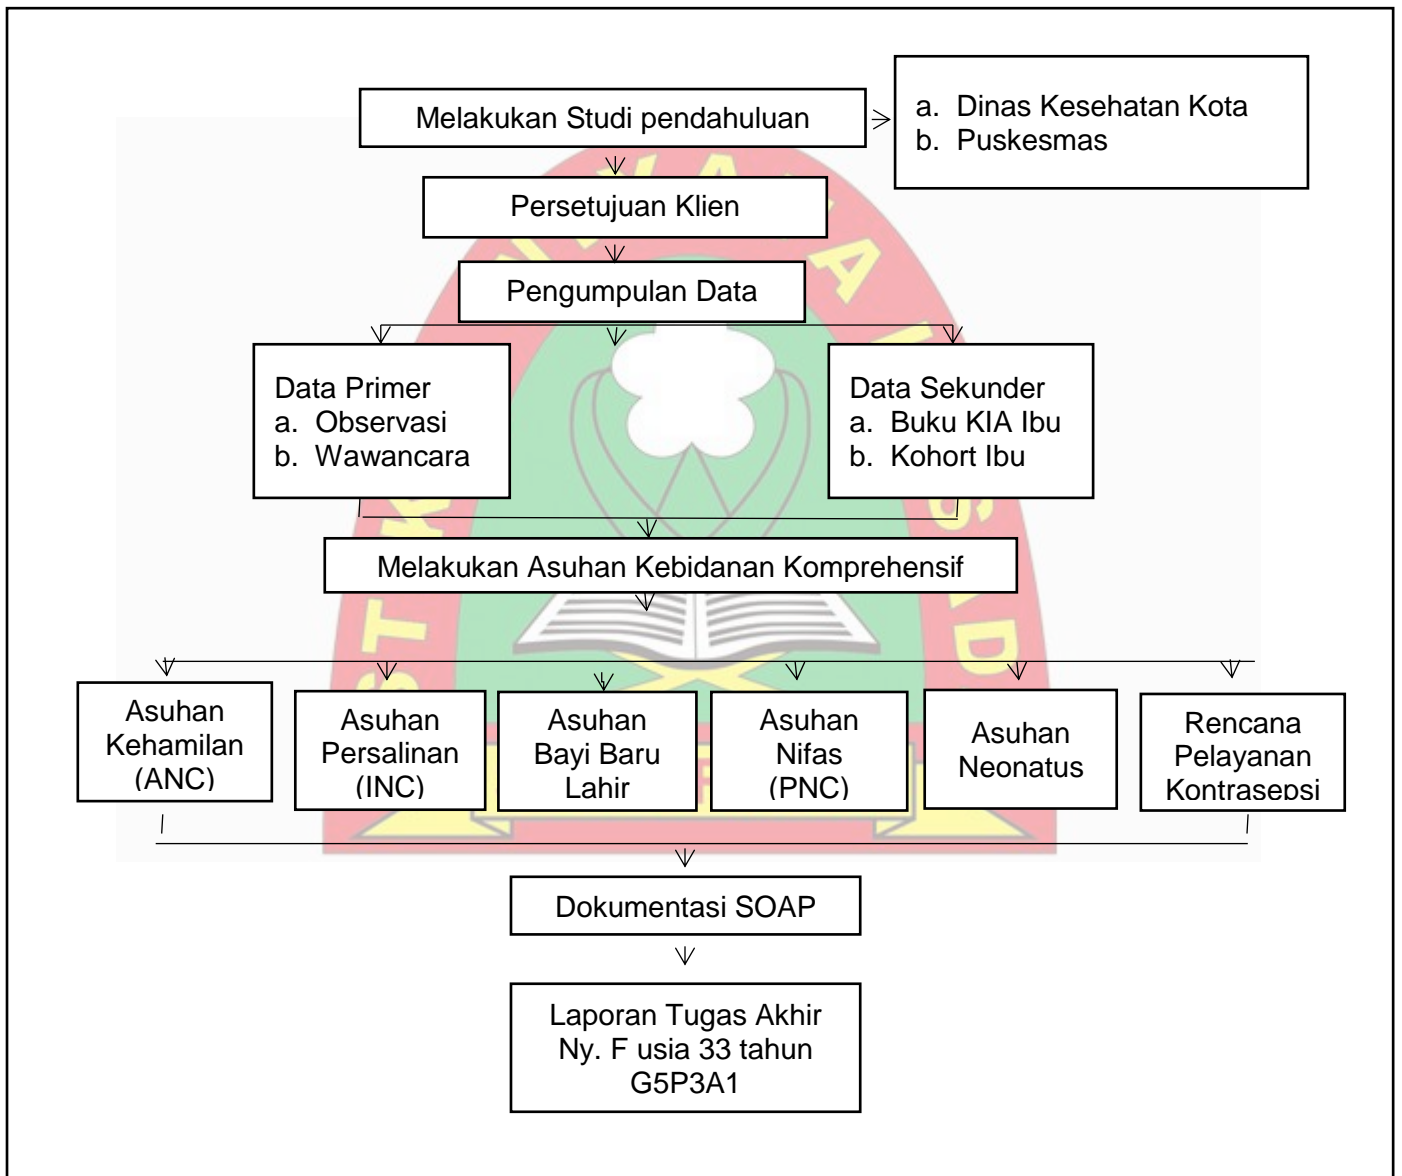 Melakukan Studi pendahuluan
a. Dinas Kesehatan Kota
b. Puskesmas
Persetujuan Klien
Pengumpulan Data
Data Primer
a. Observasi
b. Wawancara
Data Sekunder
a. Buku KIA Ibu
b. Kohort Ibu
Melakukan Asuhan Kebidanan Komprehensif
Asuhan
Kehamilan
(ANC)
Asuhan
Persalinan
(INC)
Asuhan
Bayi Baru
Lahir
Asuhan
Nifas
(PNC)
Asuhan
Neonatus
Rencana
Pelayanan
Kontrasepsi
Dokumentasi SOAP
Laporan Tugas Akhir
Ny. F usia 33 tahun
G5P3A1